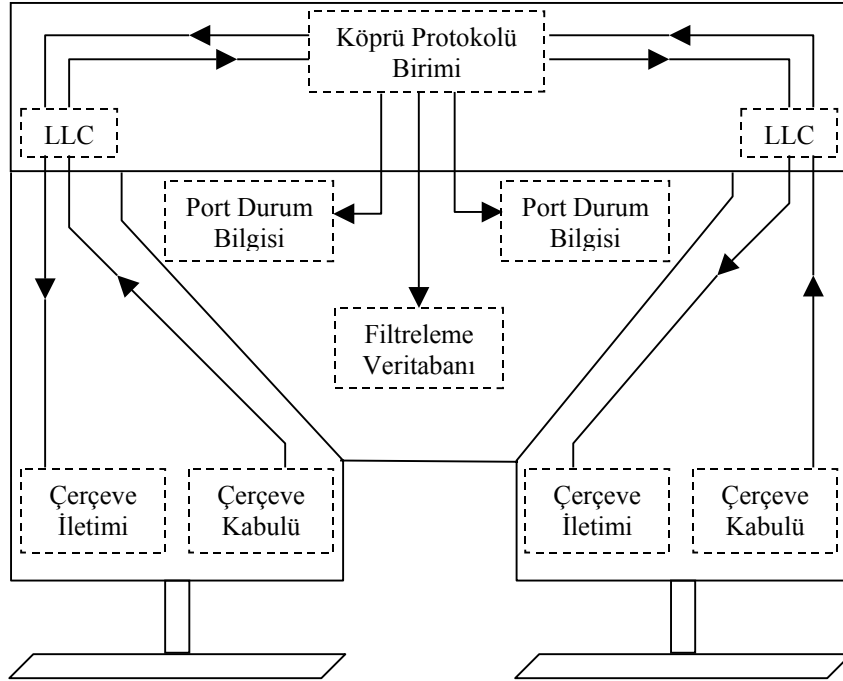 Köprü Protokolü
Birimi
LLC
LLC
Port Durum
Bilgisi
Port Durum
Bilgisi
Filtreleme
Veritabanı
Çerçeve
İletimi
Çerçeve
Kabulü
Çerçeve
İletimi
Çerçeve
Kabulü